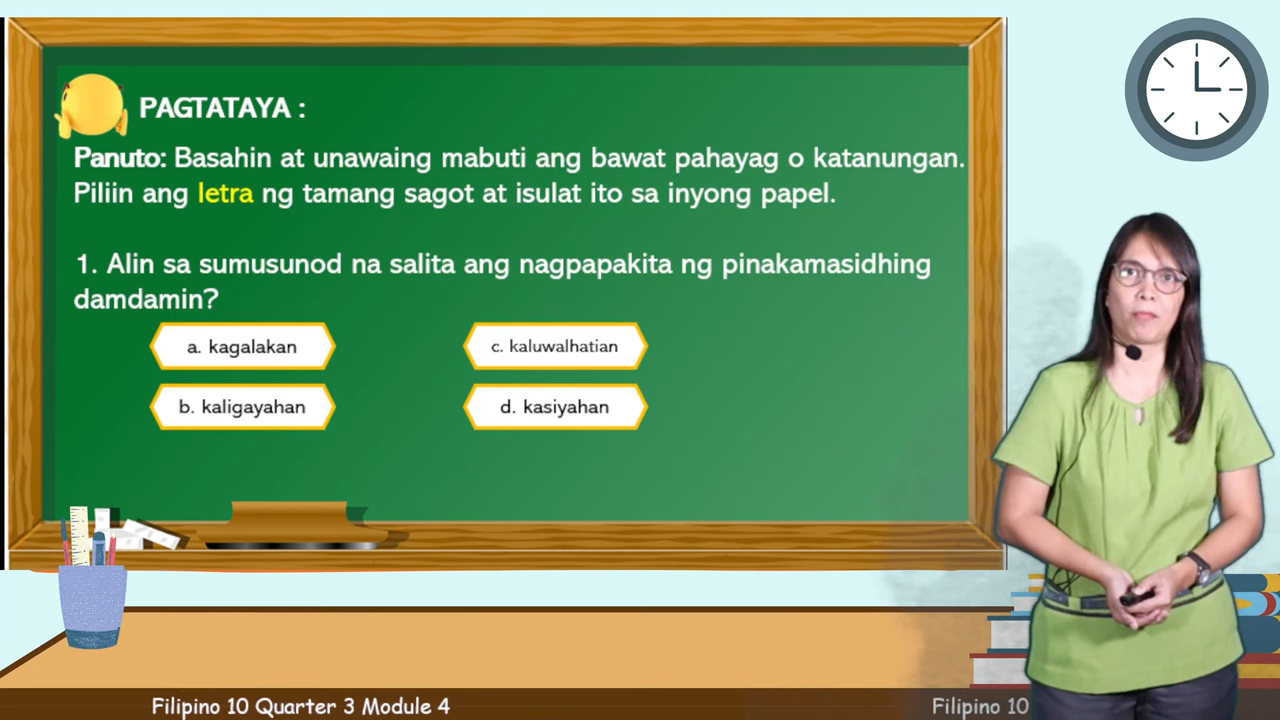 PAGTATAYA :
Panuto: Basahin at unawaing mabuti ang bawat pahayag o katanungan.
Piliin ang letra ng tamang sagot at isulat ito sa inyong papel.
1. Alin sa sumusunod na salita ang nagpapakita ng pinakamasidhing
damdamin?
a. kagalakan
c. kaluwalhatian
b. kaligayahan
d. kasiyahan
Filipino 10 Quarter 3 Module 4
Filipino 10